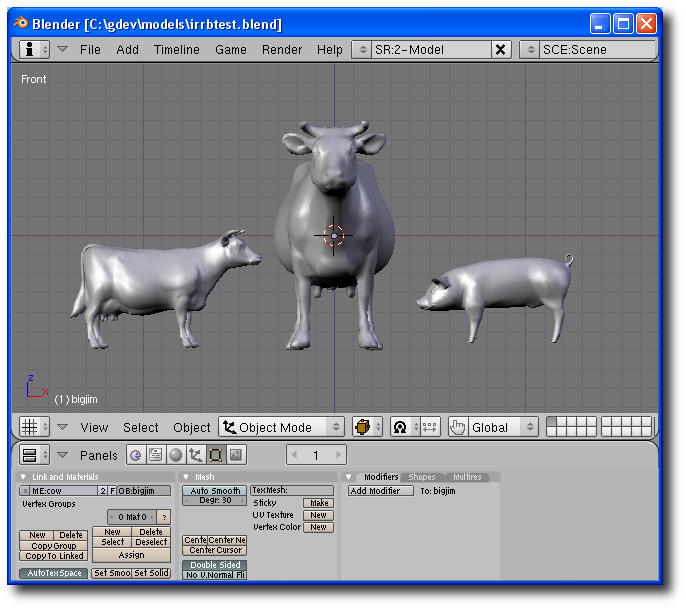 Blender [C:\gdev\models\irrbtest.blend]
File Add Timeline Game Render Help SR:2-Model SCE:Scene
Front
z
x
(1) bigjim
View Select Object Object Mode Global
Panels 1
Link and Materials
ME:cow 2 F OB:bigjim
Vertex Groups
0 Mat 0 ?
New Delete New Delete
Copy Group Select Deselect
Copy To Linked Assign
AutoTexSpace Set Smoo Set Solid
Mesh
Auto Smooth
Degr: 30
TexMesh:
Sticky Make
UV Texture New
Vertex Color New
Cente Center Ne
Center Cursor
Double Sided
No V.Normal Fli
Modifiers Shapes Multires
Add Modifier To: bigjim